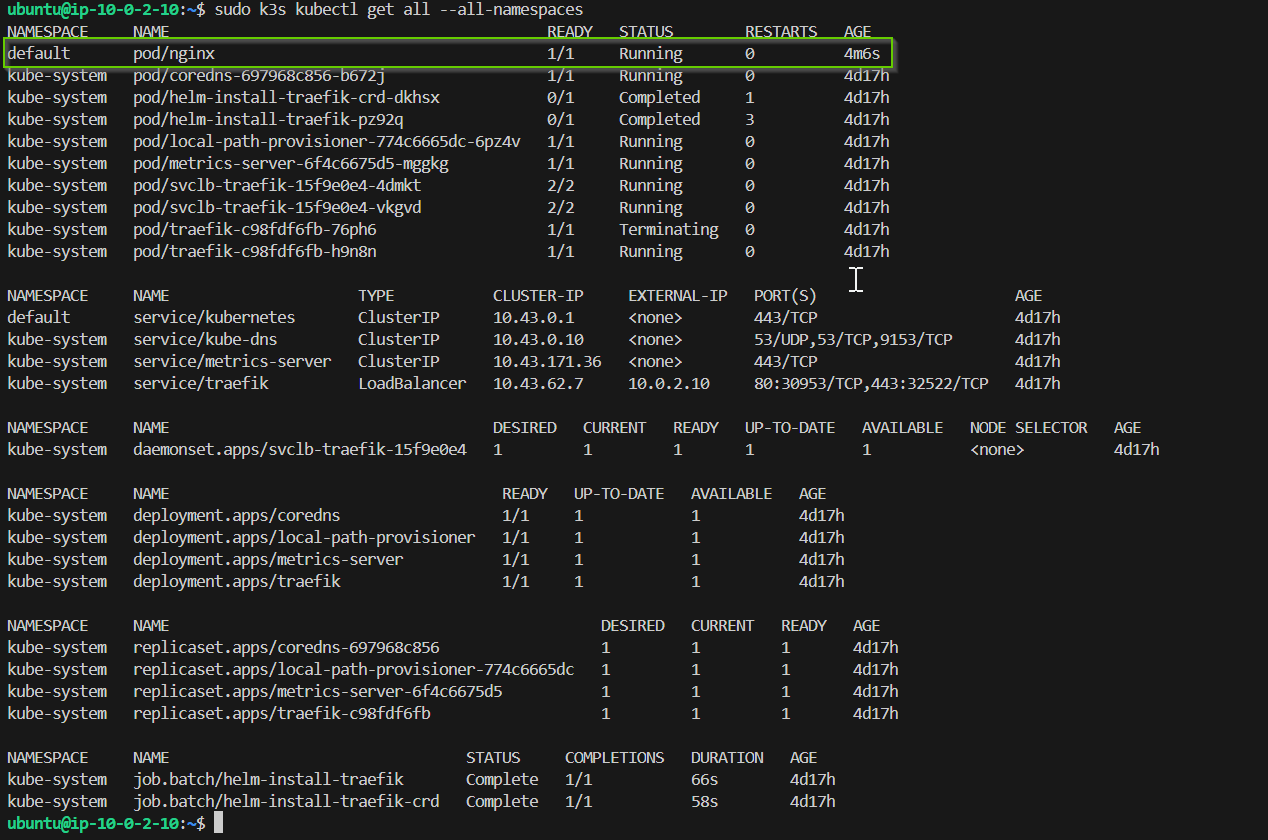 ubuntu@ip-10-0-2-10:~$ sudo k3s kubectl get all --all-namespaces
NAMESPACE NAME READY STATUS RESTARTS AGE
default pod/nginx 1/1 Running 0 4m6s
kube-system pod/coredns-697968c856-b672j 1/1 Running 0 4d17h
kube-system pod/helm-install-traefik-crd-dkhsx 0/1 Completed 1 4d17h
kube-system pod/helm-install-traefik-pz92q 0/1 Completed 3 4d17h
kube-system pod/local-path-provisioner-774c6665dc-6pz4v 1/1 Running 0 4d17h
kube-system pod/metrics-server-6f4c6675d5-mggkg 1/1 Running 0 4d17h
kube-system pod/svclb-traefik-15f9e0e4-4dmkt 2/2 Running 0 4d17h
kube-system pod/svclb-traefik-15f9e0e4-vkgvd 2/2 Running 0 4d17h
kube-system pod/traefik-c98fdf6fb-76ph6 1/1 Terminating 0 4d17h
kube-system pod/traefik-c98fdf6fb-h9n8n 1/1 Running 0 4d17h
NAMESPACE NAME TYPE CLUSTER-IP EXTERNAL-IP PORT(S) AGE
default service/kubernetes ClusterIP 10.43.0.1 <none> 443/TCP 4d17h
kube-system service/kube-dns ClusterIP 10.43.0.10 <none> 53/UDP,53/TCP,9153/TCP 4d17h
kube-system service/metrics-server ClusterIP 10.43.171.36 <none> 443/TCP 4d17h
kube-system service/traefik LoadBalancer 10.43.62.7 10.0.2.10 80:30953/TCP,443:32522/TCP 4d17h
NAMESPACE NAME DESIRED CURRENT READY UP-TO-DATE AVAILABLE NODE SELECTOR AGE
kube-system daemonset.apps/svclb-traefik-15f9e0e4 1 1 1 1 1 <none> 4d17h
NAMESPACE NAME READY UP-TO-DATE AVAILABLE AGE
kube-system deployment.apps/coredns 1/1 1 1 4d17h
kube-system deployment.apps/local-path-provisioner 1/1 1 1 4d17h
kube-system deployment.apps/metrics-server 1/1 1 1 4d17h
kube-system deployment.apps/traefik 1/1 1 1 4d17h
NAMESPACE NAME DESIRED CURRENT READY AGE
kube-system replicaset.apps/coredns-697968c856 1 1 1 4d17h
kube-system replicaset.apps/local-path-provisioner-774c6665dc 1 1 1 4d17h
kube-system replicaset.apps/metrics-server-6f4c6675d5 1 1 1 4d17h
kube-system replicaset.apps/traefik-c98fdf6fb 1 1 1 4d17h
NAMESPACE NAME STATUS COMPLETIONS DURATION AGE
kube-system job.batch/helm-install-traefik Complete 1/1 66s 4d17h
kube-system job.batch/helm-install-traefik-crd Complete 1/1 58s 4d17h
ubuntu@ip-10-0-2-10:~$